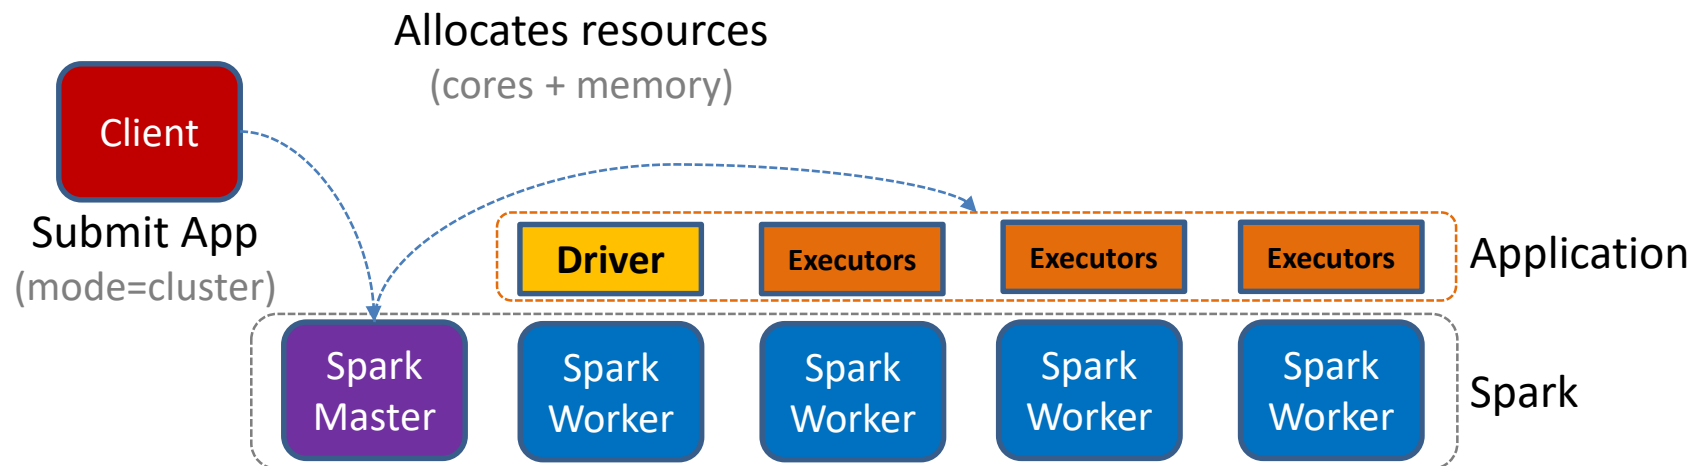 Allocates resources
(cores + memory)
Client
Submit App
(mode=cluster)
Driver
Executors
Executors
Executors
Application
Spark
Master
Spark
Worker
Spark
Worker
Spark
Worker
Spark
Worker
Spark